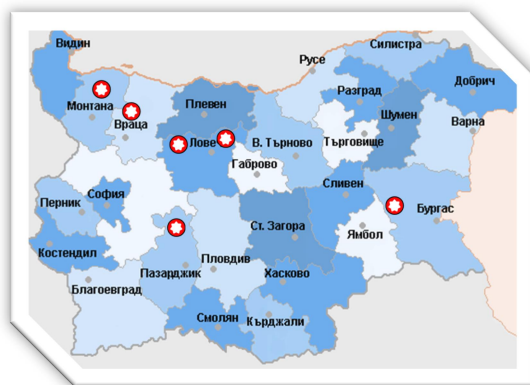 Видин
Силистра
Русе
Добрич
Монтана
Плевен
Разград
Шумен
Враца
Варна
Лове
В. Търново
Търговище
Габрово
София
Сливен
Перник
Бургас
Ст. Загора
Ямбол
Костендил
Пловдив
Пазарджик
Хасково
Благоевград
Смолян
Кърджали